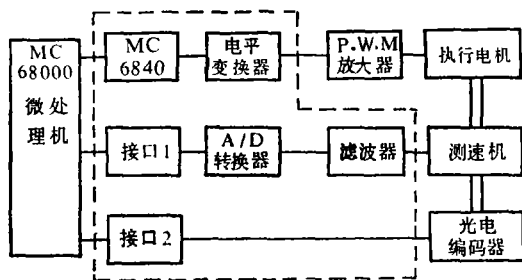 MC
68000
微处
理机
MC
6840
电平
变换器
P.W.M
放大器
执行电机
接口1
A/D
转换器
滤波器
测速机
接口2
光电
编码器